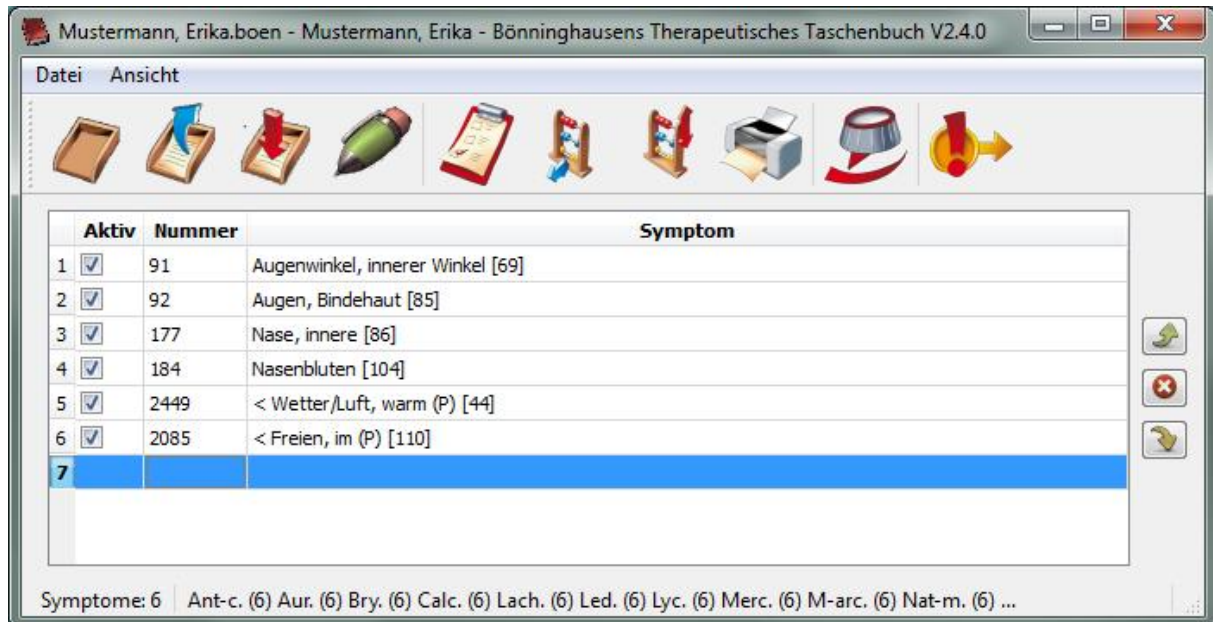 Mustermann, Erika.boen - Mustermann, Erika - Bönninghausens Therapeutisches Taschenbuch V2.4.0
Datei Ansicht
Aktiv Nummer Symptom
1 91 Augenwinkel, innerer Winkel [69]
2 92 Augen, Bindehaut [85]
3 177 Nase, innere [86]
4 184 Nasenbluten [104]
5 2449 < Wetter/Luft, warm (P) [44]
6 2085 < Freien, im (P) [110]
7
Symptome: 6 Ant-c. (6) Aur. (6) Bry. (6) Calc. (6) Lach. (6) Led. (6) Lyc. (6) Merc. (6) M-arc. (6) Nat-m. (6) ...